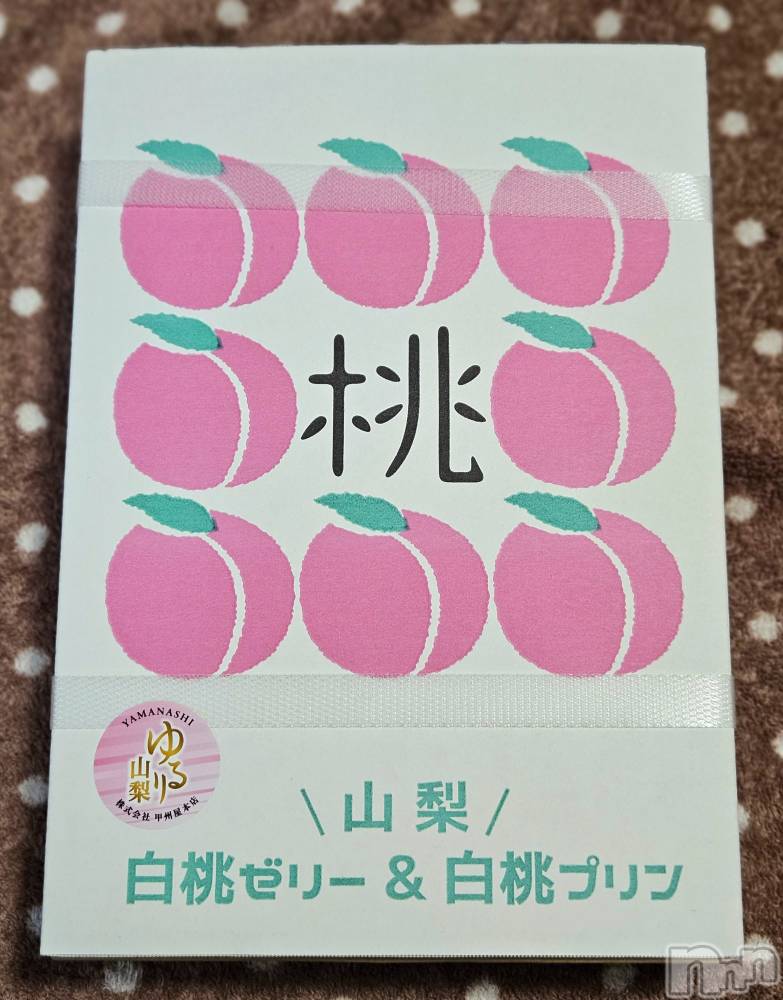 桃
YAMANASHI
ゆるり
山梨
株式会社 甲州屋本店
\ 山梨 /
白桃ゼリー & 白桃プリン